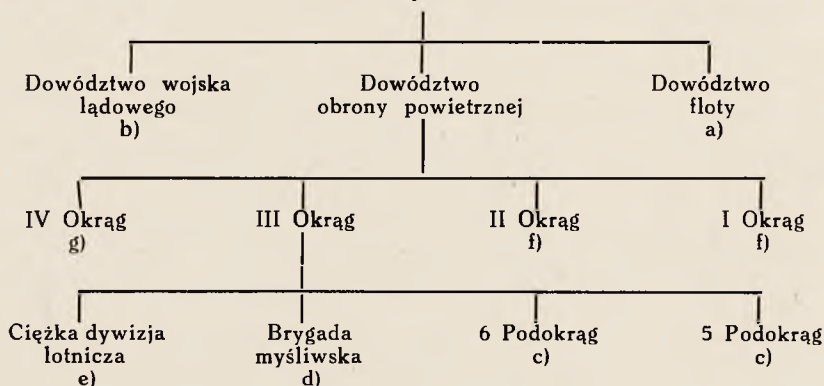 Dowództwo wojska
lądowego
b)
Dowództwo
obrony powietrznej
Dowództwo
floty
a)
IV Okrąg
g)
III Okrąg
II Okrąg
f)
I Okrąg
f)
Ciężka dywizja
lotnicza
e)
Brygada
myśliwska
d)
6 Podokrąg
c)
5 Podokrąg
c)